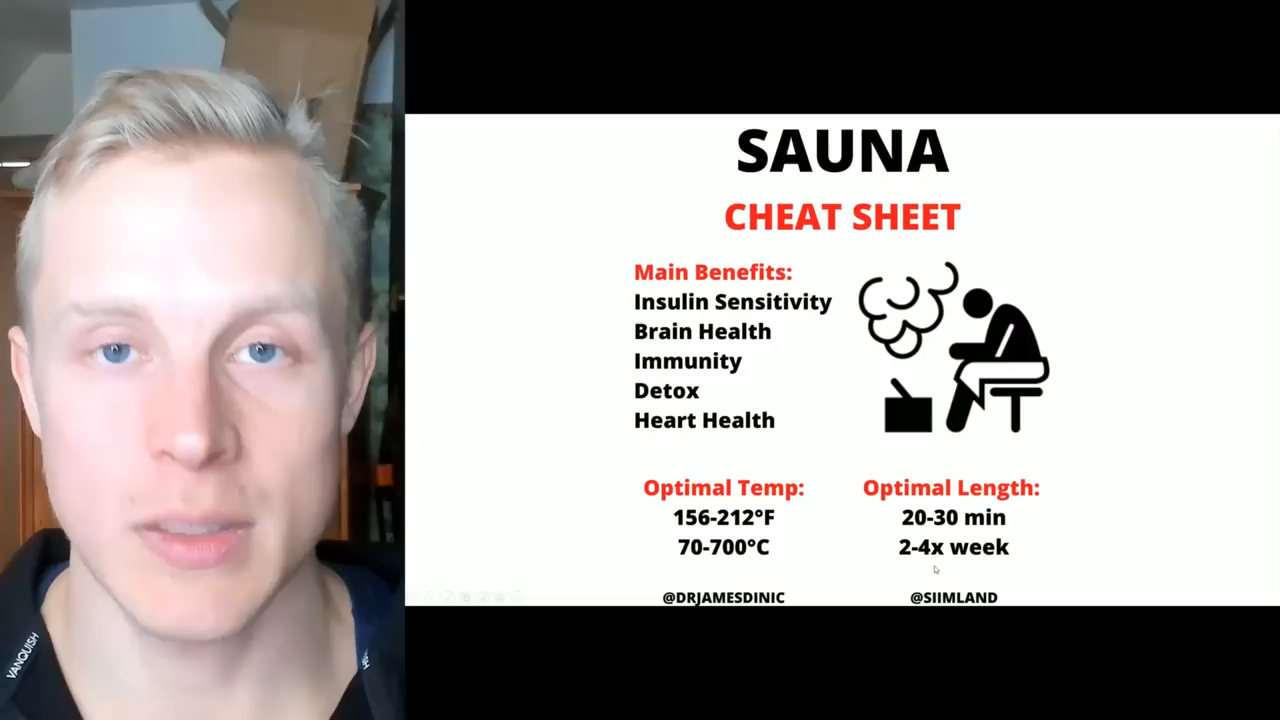 SAUNA
CHEAT SHEET
Main Benefits:
Insulin Sensitivity
Brain Health
Immunity
Detox
Heart Health
Optimal Temp:
156-212°F
70-700°C
Optimal Length:
20-30 min
2-4x week
@DRJAMESDINIC
@SIIMLAND
VANQUISH